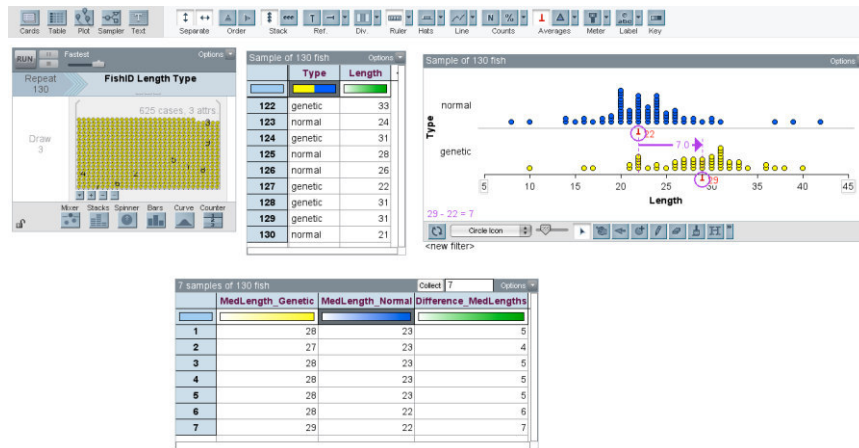 Cards Table Plot Sampler Text Separate Order Stack Ref. Div. Ruler Hats Line Counts Averages Meter Label Key
RUN Fastest Options
Repeat 130 FishID Length Type
625 cases, 3 attrs
Draw 3
Mixer Stacks Spinner Bars Curve Counter
Sample of 130 fish Options
Type Length
122 genetic 33
123 normal 24
124 genetic 31
125 normal 28
126 normal 26
127 genetic 22
128 genetic 31
129 genetic 31
130 normal 21
Sample of 130 fish Options
Type
normal
22
7.0
genetic
29
5 10 15 20 25 30 35 40 45
Length
29 - 22 = 7
Circle Icon
<new filter>
7 samples of 130 fish Collect 7 Options
MedLength_Genetic MedLength_Normal Difference_MedLengths
1 28 23 5
2 27 23 4
3 28 23 5
4 28 23 5
5 28 23 5
6 28 22 6
7 29 22 7